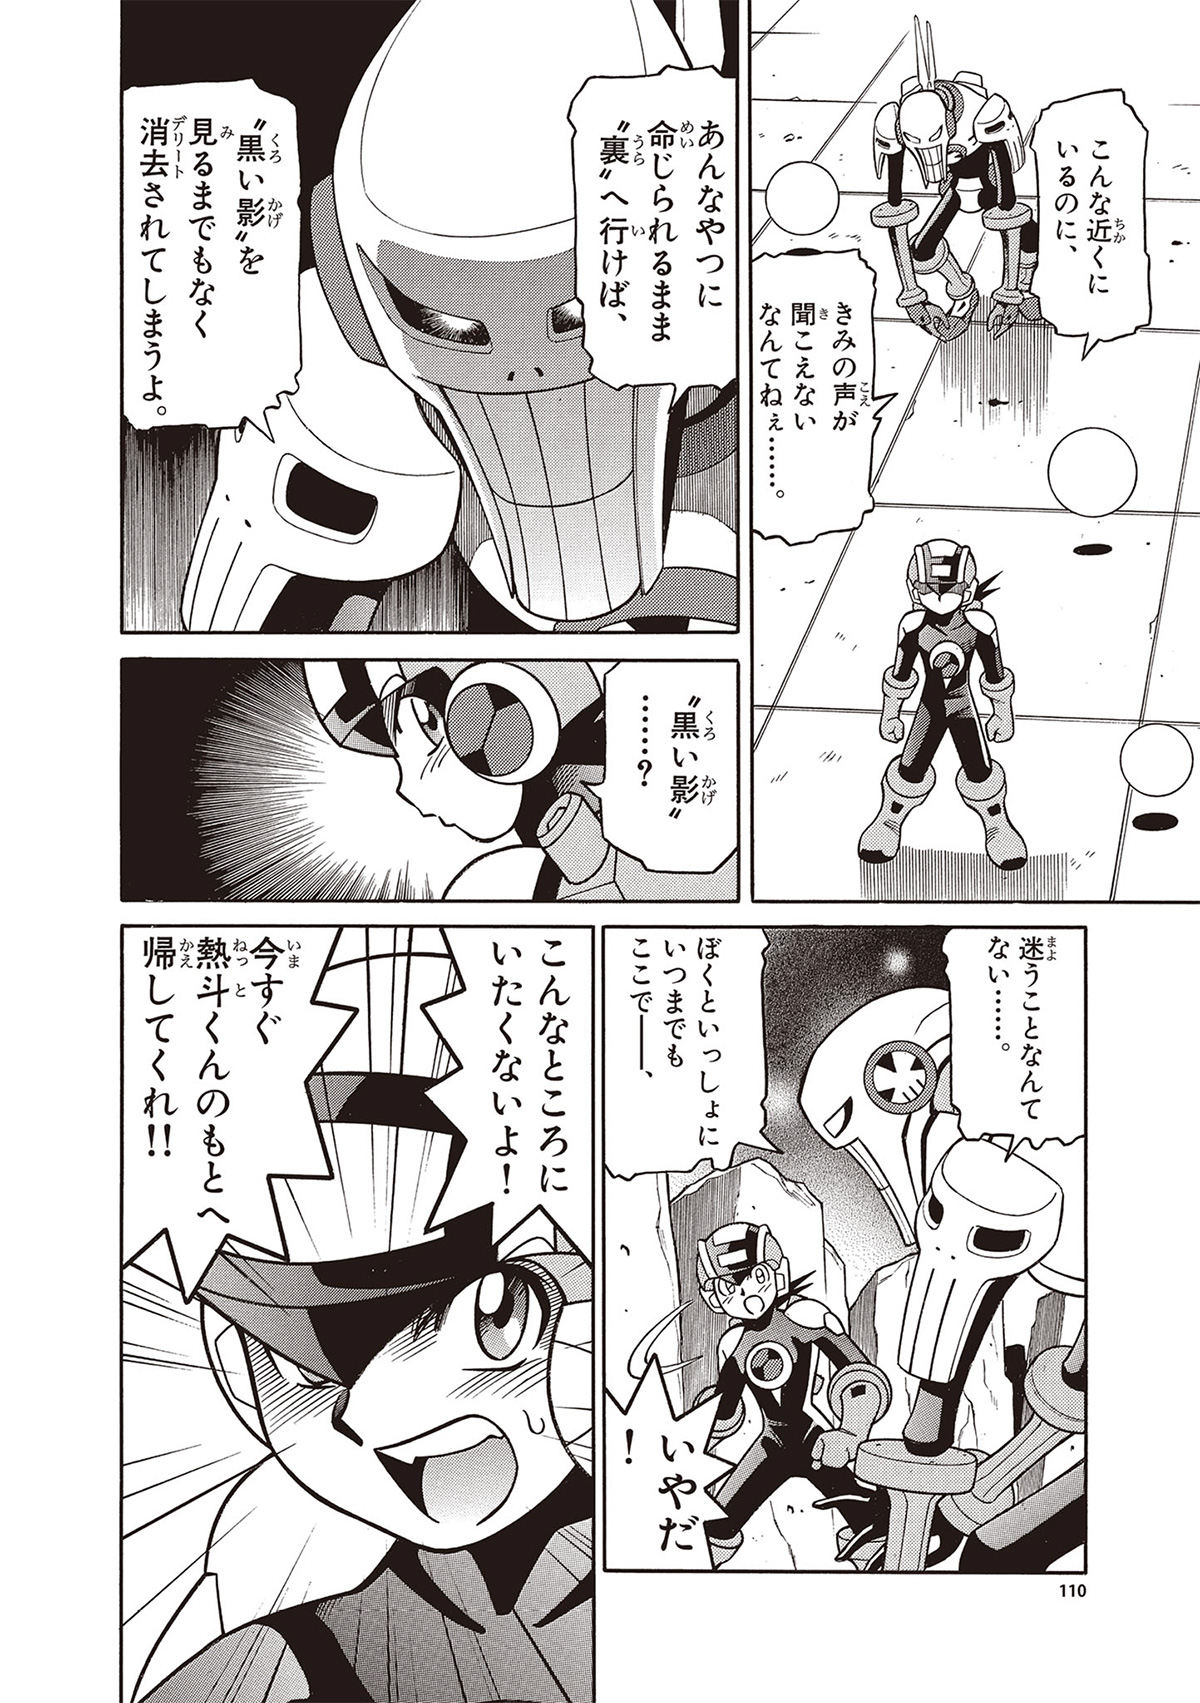 こんな近くに
いるのに、
きみの声が
聞こえない
なんてねぇ……。
あんなやつに
命じられるまま
〝裏〟へ行けば、
〝黒い影〟を
見るまでもなく
消去されてしまうよ。
〝黒い影〟
……？
迷うことなんて
ない……。
ぼくといっしょに
いつまでも
ここで——、
いやだ
！
こんなところに
いたくないよ！
今すぐ
熱斗くんのもとへ
帰してくれ!!
110